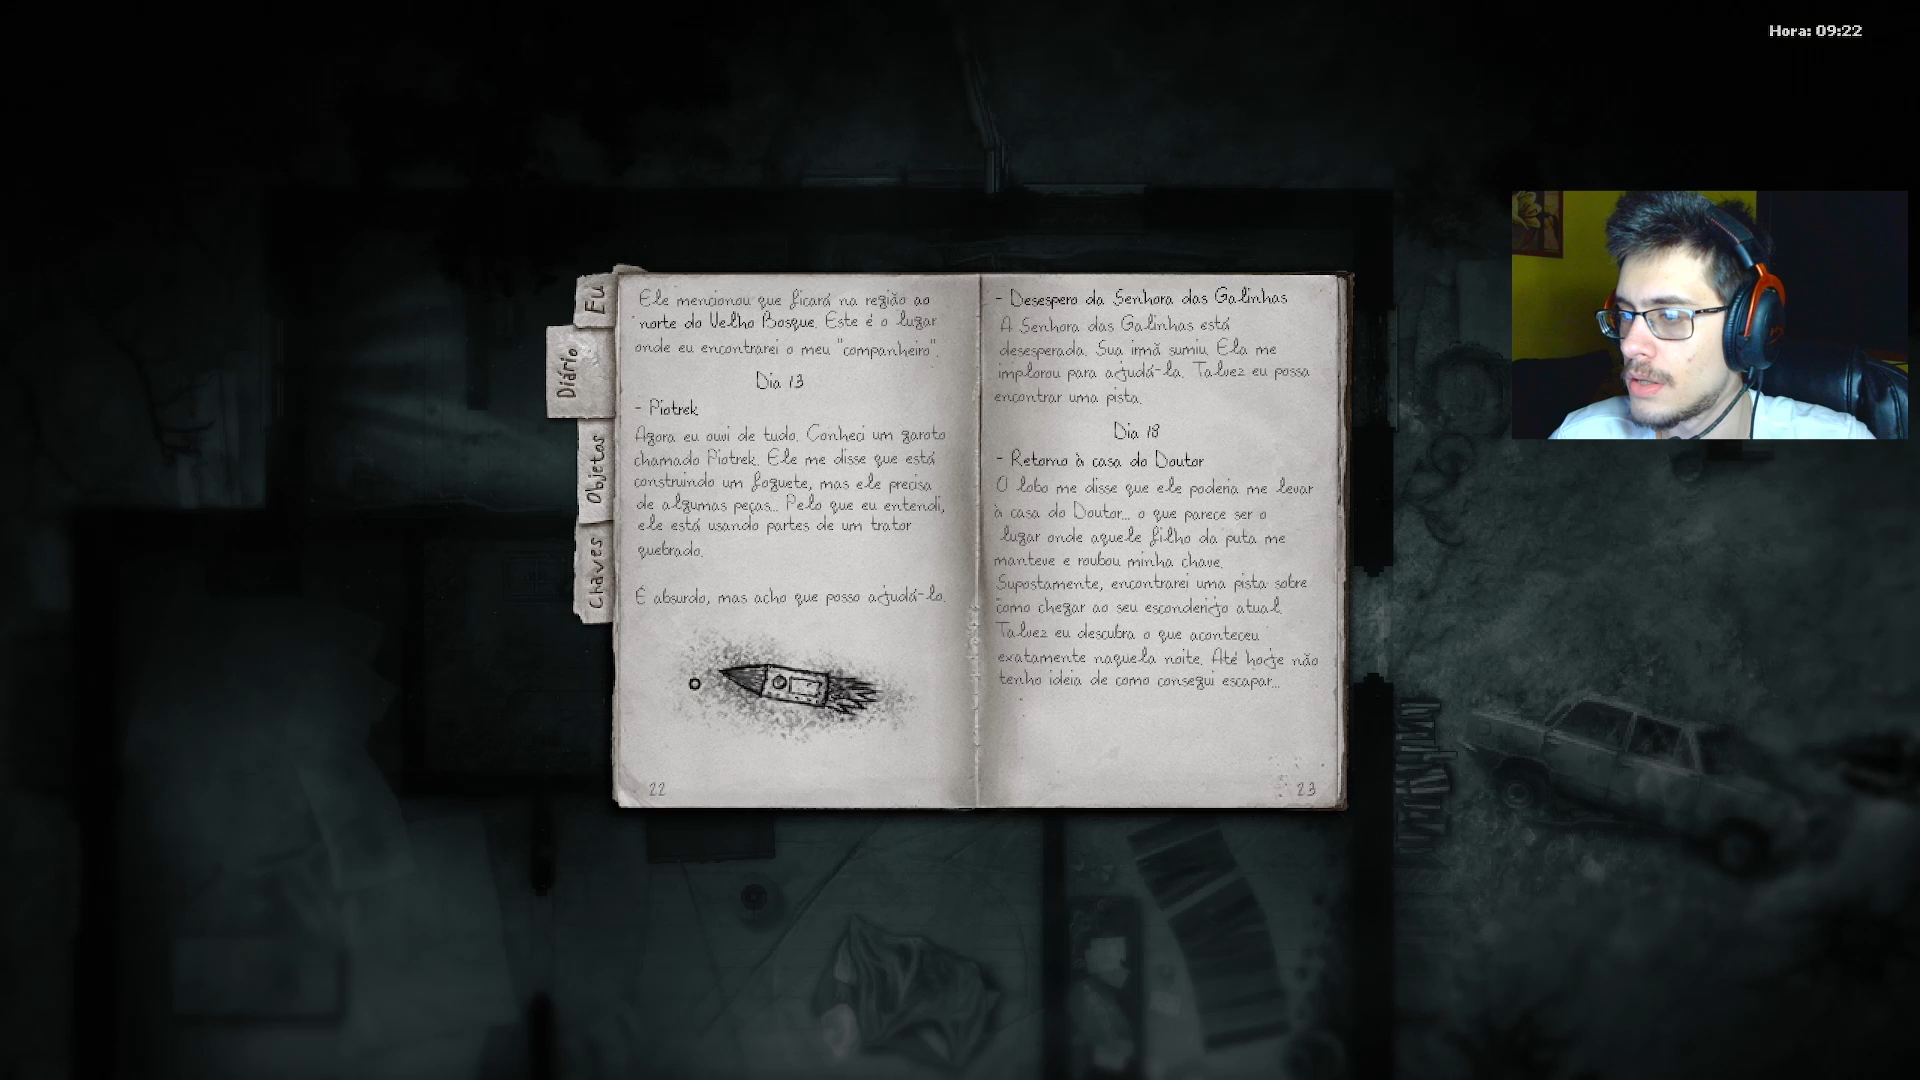 Hora: 09:22
Eu
Diário
Objetos
Chaves
Ele mencionou que ficará na região ao
norte do Velho Bosque. Este é o lugar
onde eu encontrarei o meu "companheiro".
Dia 13
- Piotrek
Agora eu ouvi de tudo. Conheci um garoto
chamado Piotrek. Ele me disse que está
construindo um foguete, mas ele precisa
de algumas peças... Pelo que eu entendi,
ele está usando partes de um trator
quebrado.
É absurdo, mas acho que posso ajudá-lo.
22
- Desespero da Senhora das Galinhas
A Senhora das Galinhas está
desesperada. Sua irmã sumiu. Ela me
implorou para ajudá-la. Talvez eu possa
encontrar uma pista.
Dia 18
- Retorno à casa do Doutor
O lobo me disse que ele poderia me levar
à casa do Doutor... o que parece ser o
lugar onde aquele filho da puta me
manteve e roubou minha chave.
Supostamente, encontrarei uma pista sobre
como chegar ao seu esconderijo atual.
Talvez eu descubra o que aconteceu
exatamente naquela noite. Até hoje não
tenho ideia de como consegui escapar...
23